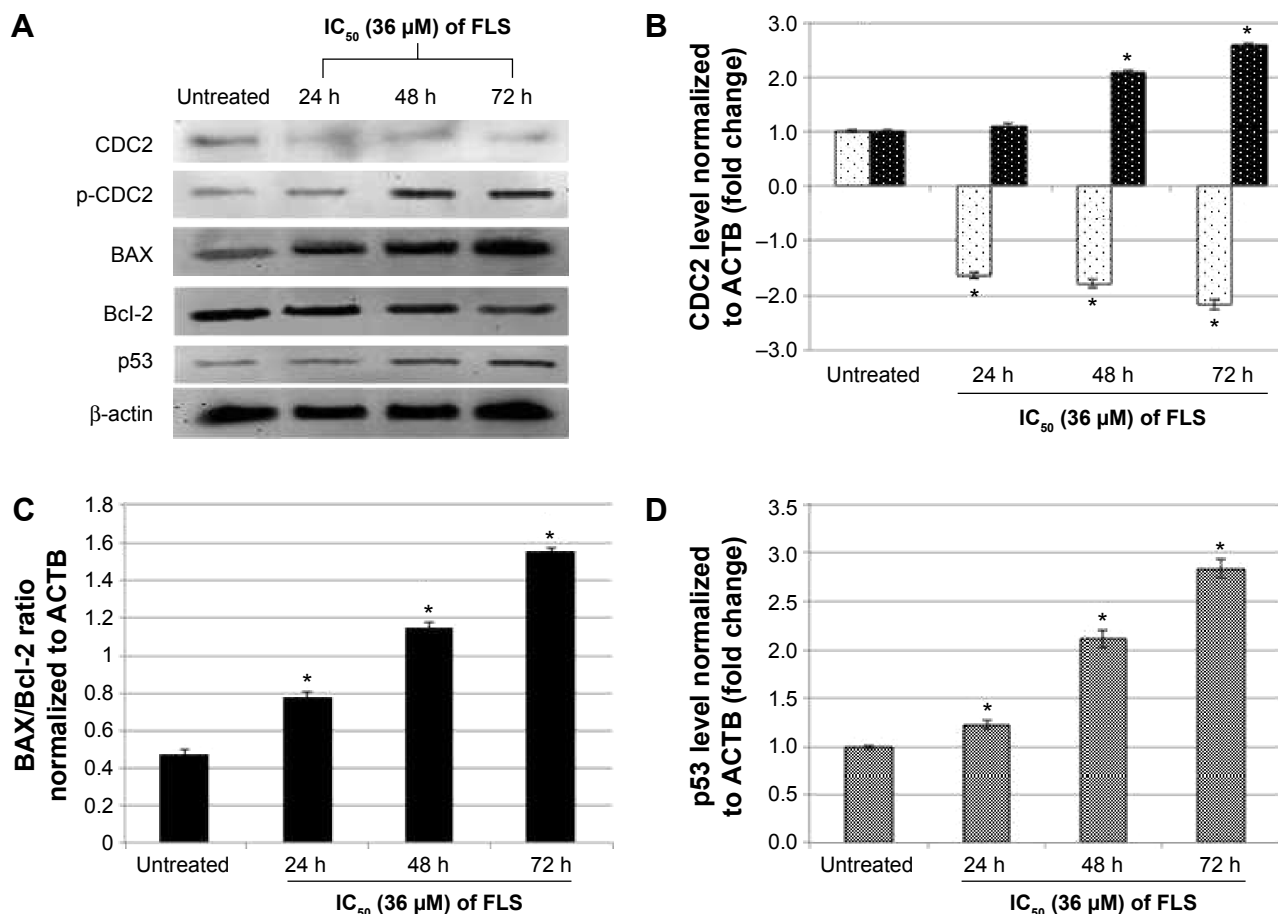 A
IC₅₀ (36 µM) of FLS
Untreated 24 h 48 h 72 h
CDC2
p-CDC2
BAX
Bcl-2
p53
β-actin
B
CDC2 level normalized
to ACTB (fold change)
3.0
2.0
1.0
0.0
–1.0
–2.0
–3.0
* *
* * *
Untreated 24 h 48 h 72 h
IC₅₀ (36 µM) of FLS
C
BAX/Bcl-2 ratio
normalized to ACTB
1.8
1.6
1.4
1.2
1
0.8
0.6
0.4
0.2
0
* * *
Untreated 24 h 48 h 72 h
IC₅₀ (36 µM) of FLS
D
p53 level normalized
to ACTB (fold change)
3.5
3.0
2.5
2.0
1.5
1.0
0.5
0.0
* * *
Untreated 24 h 48 h 72 h
IC₅₀ (36 µM) of FLS